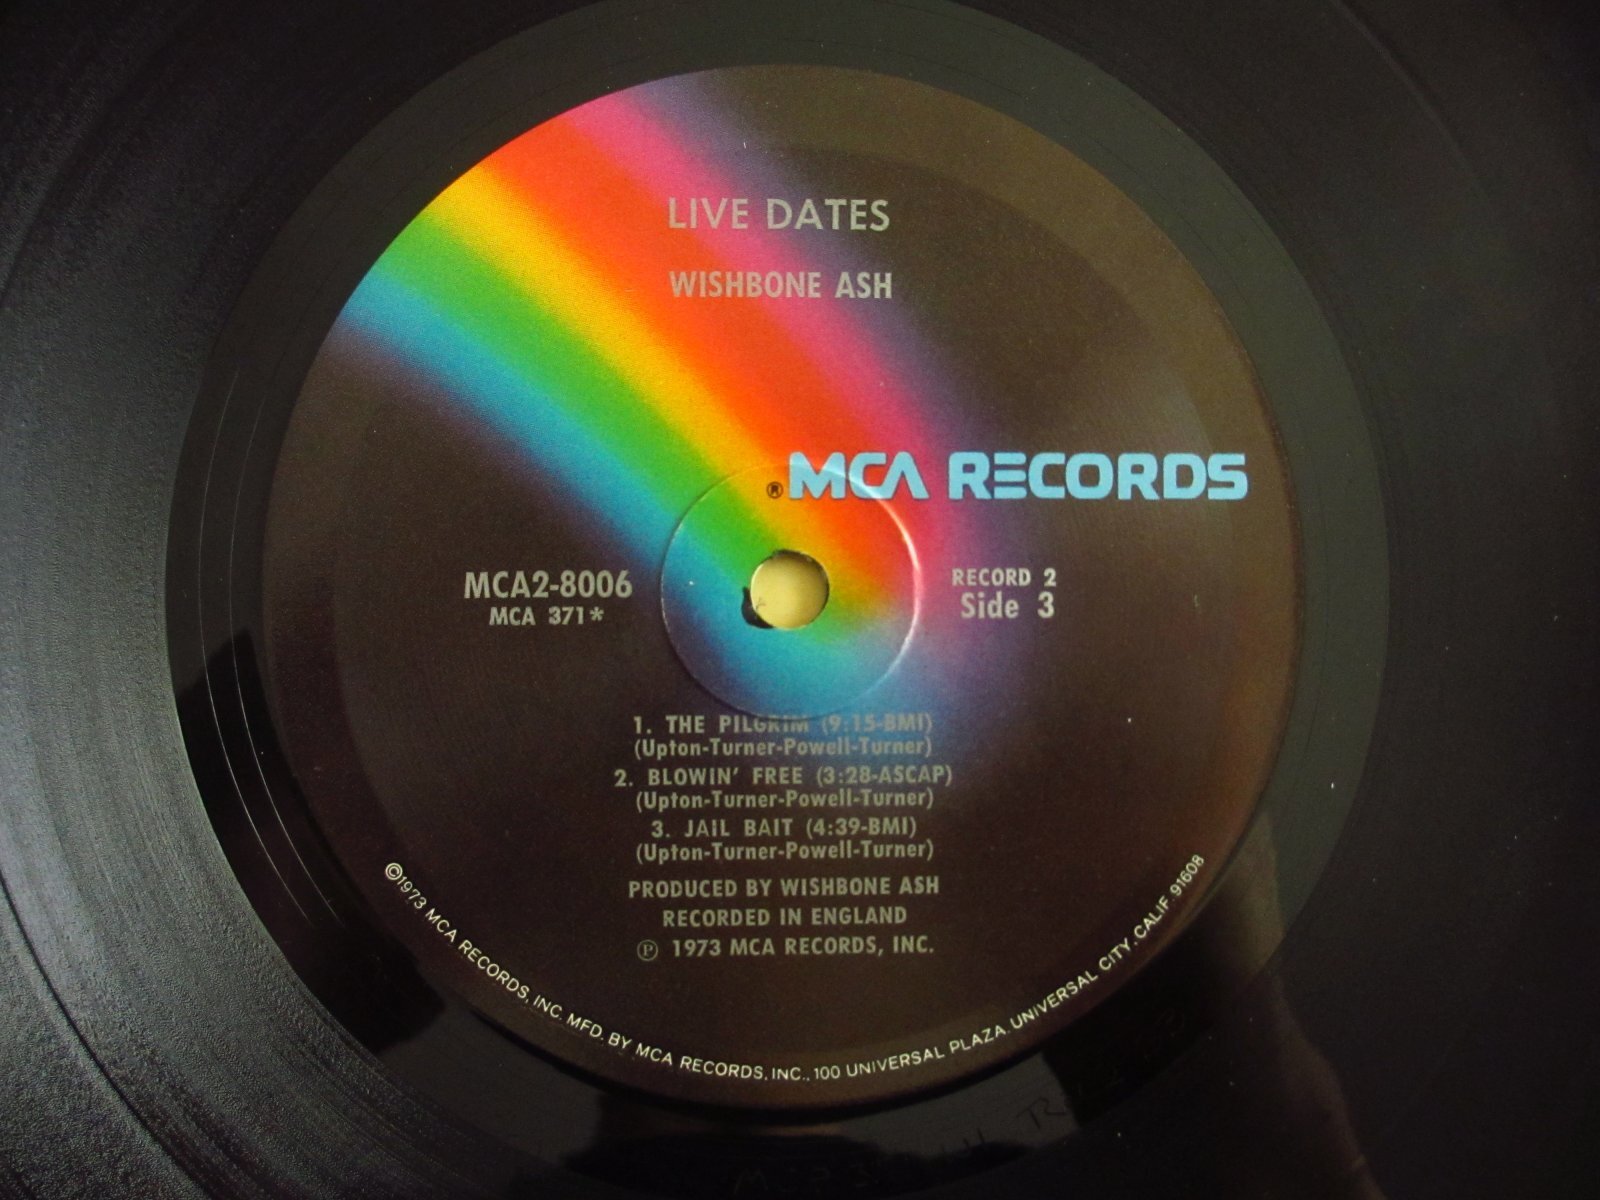 LIVE DATES
WISHBONE ASH
® MCA RECORDS
MCA2-8006
MCA 371*
RECORD 2
Side 3
1. THE PILGRIM (9:15-BMI)
(Upton-Turner-Powell-Turner)
2. BLOWIN' FREE (3:28-ASCAP)
(Upton-Turner-Powell-Turner)
3. JAIL BAIT (4:39-BMI)
(Upton-Turner-Powell-Turner)
PRODUCED BY WISHBONE ASH
RECORDED IN ENGLAND
℗ 1973 MCA RECORDS, INC.
©1973 MCA RECORDS, INC. MFD. BY MCA RECORDS, INC., 100 UNIVERSAL PLAZA, UNIVERSAL CITY, CALIF. 91608